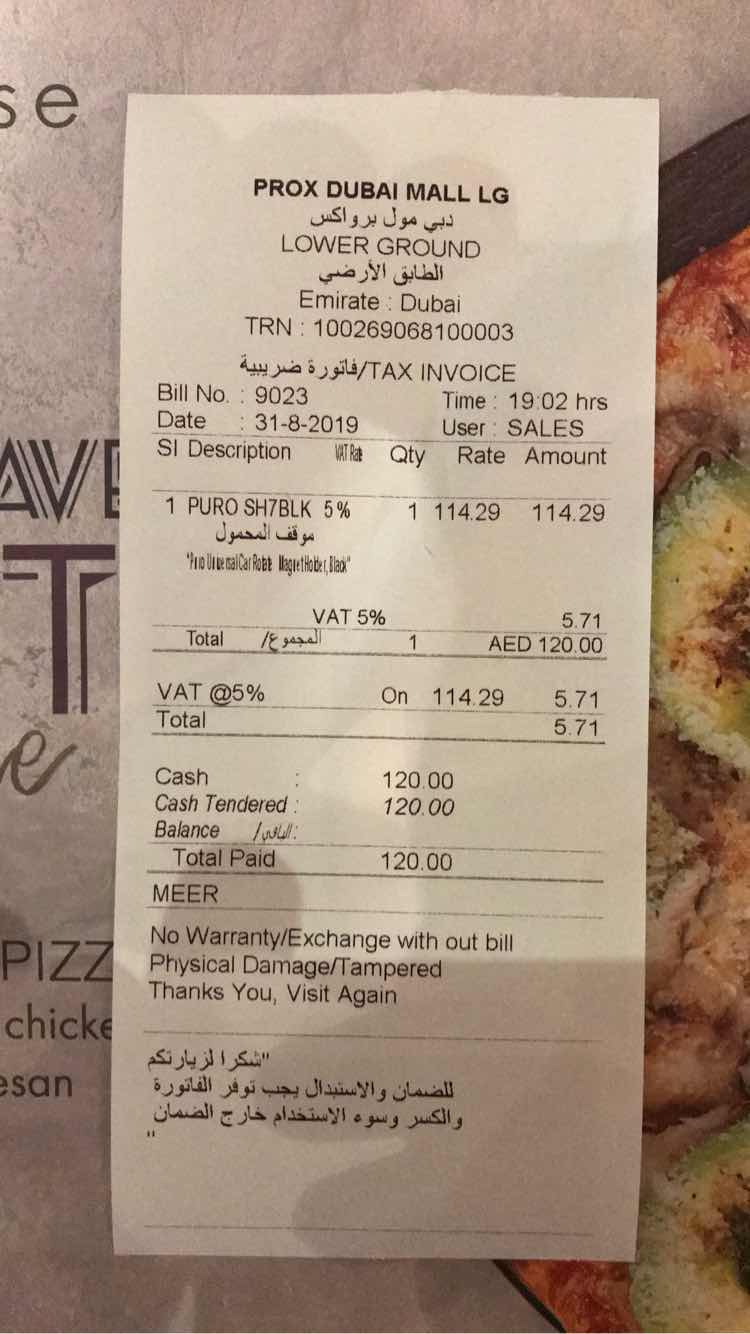 se
PROX DUBAI MALL LG
دبي مول برواكس
LOWER GROUND
الطابق الأرضي
Emirate : Dubai
TRN : 100269068100003
فاتورة ضريبية/TAX INVOICE
Bill No. : 9023 Time : 19:02 hrs
Date : 31-8-2019 User : SALES
SI Description VAT Rate Qty Rate Amount
1 PURO SH7BLK 5% 1 114.29 114.29
موقف المحمول
"Puro Universal Car Rotate Magnet Holder, Black"
VAT 5% 5.71
Total /المجموع 1 AED 120.00
VAT @5% On 114.29 5.71
Total 5.71
Cash : 120.00
Cash Tendered : 120.00
Balance /الباقي:
Total Paid 120.00
MEER
No Warranty/Exchange with out bill
Physical Damage/Tampered
Thanks You, Visit Again
"شكرا لزيارتكم
للضمان والاستبدال يجب توفر الفاتورة
والكسر وسوء الاستخدام خارج الضمان
"
AVE
T
e
PIZZ
chicke
esan